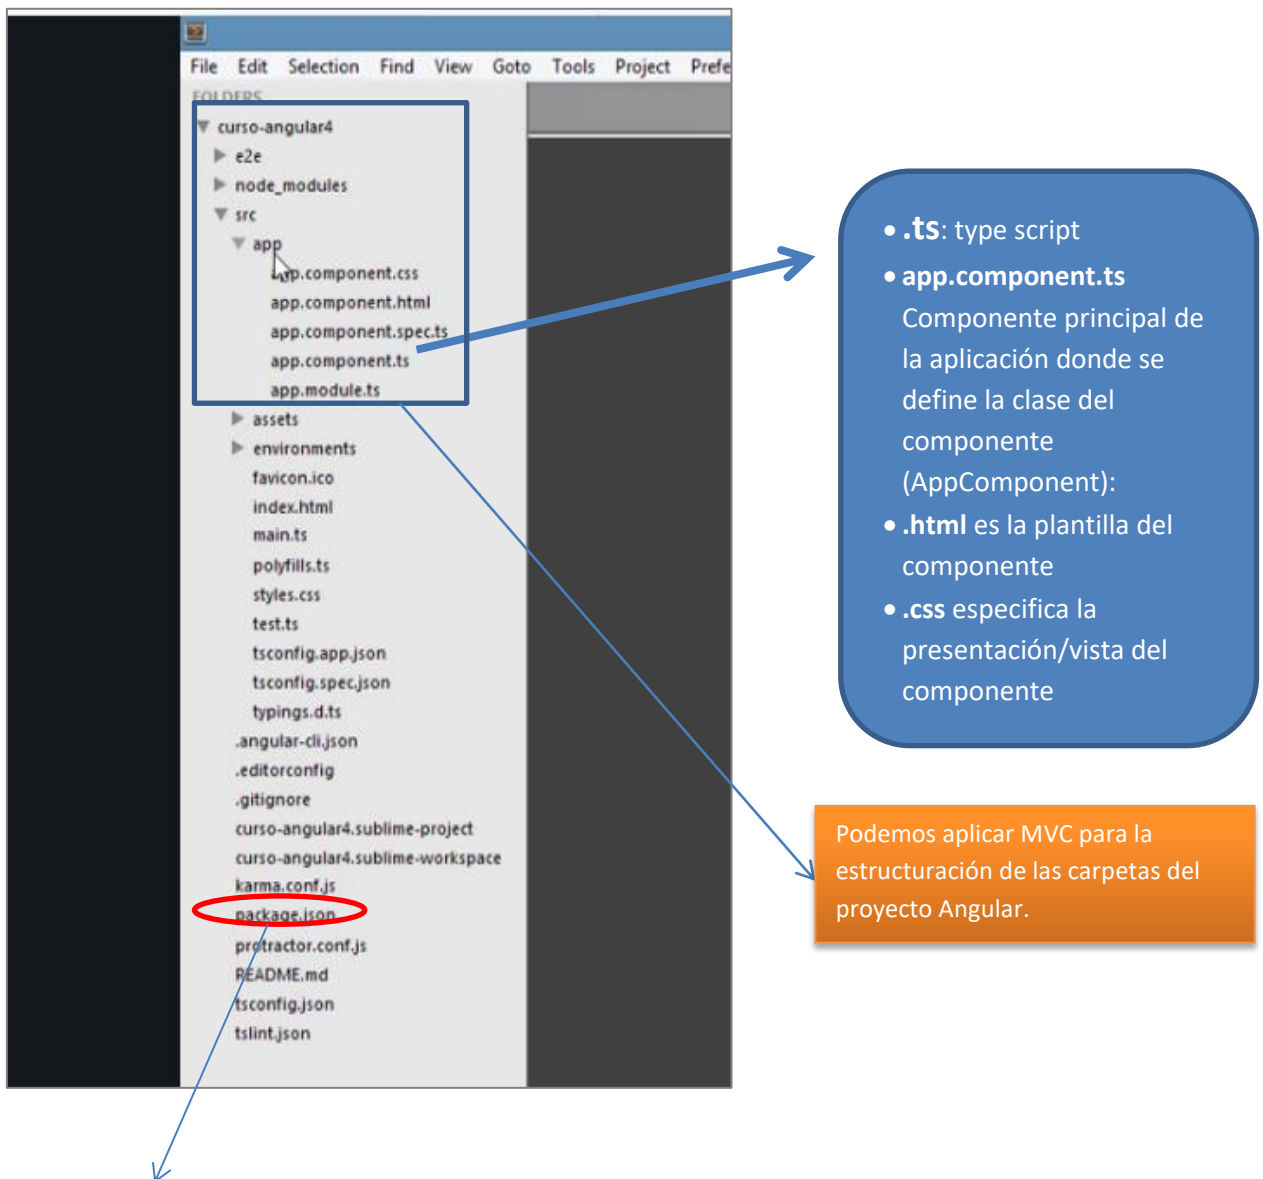 File Edit Selection Find View Goto Tools Project Prefe
FOLDERS
curso-angular4
e2e
node_modules
src
app
app.component.css
app.component.html
app.component.spec.ts
app.component.ts
app.module.ts
assets
environments
favicon.ico
index.html
main.ts
polyfills.ts
styles.css
test.ts
tsconfig.app.json
tsconfig.spec.json
typings.d.ts
.angular-cli.json
.editorconfig
.gitignore
curso-angular4.sublime-project
curso-angular4.sublime-workspace
karma.conf.js
package.json
protractor.conf.js
README.md
tsconfig.json
tslint.json
• .ts: type script
• app.component.ts
Componente principal de
la aplicación donde se
define la clase del
componente
(AppComponent):
• .html es la plantilla del
componente
• .css especifica la
presentación/vista del
componente
Podemos aplicar MVC para la
estructuración de las carpetas del
proyecto Angular.